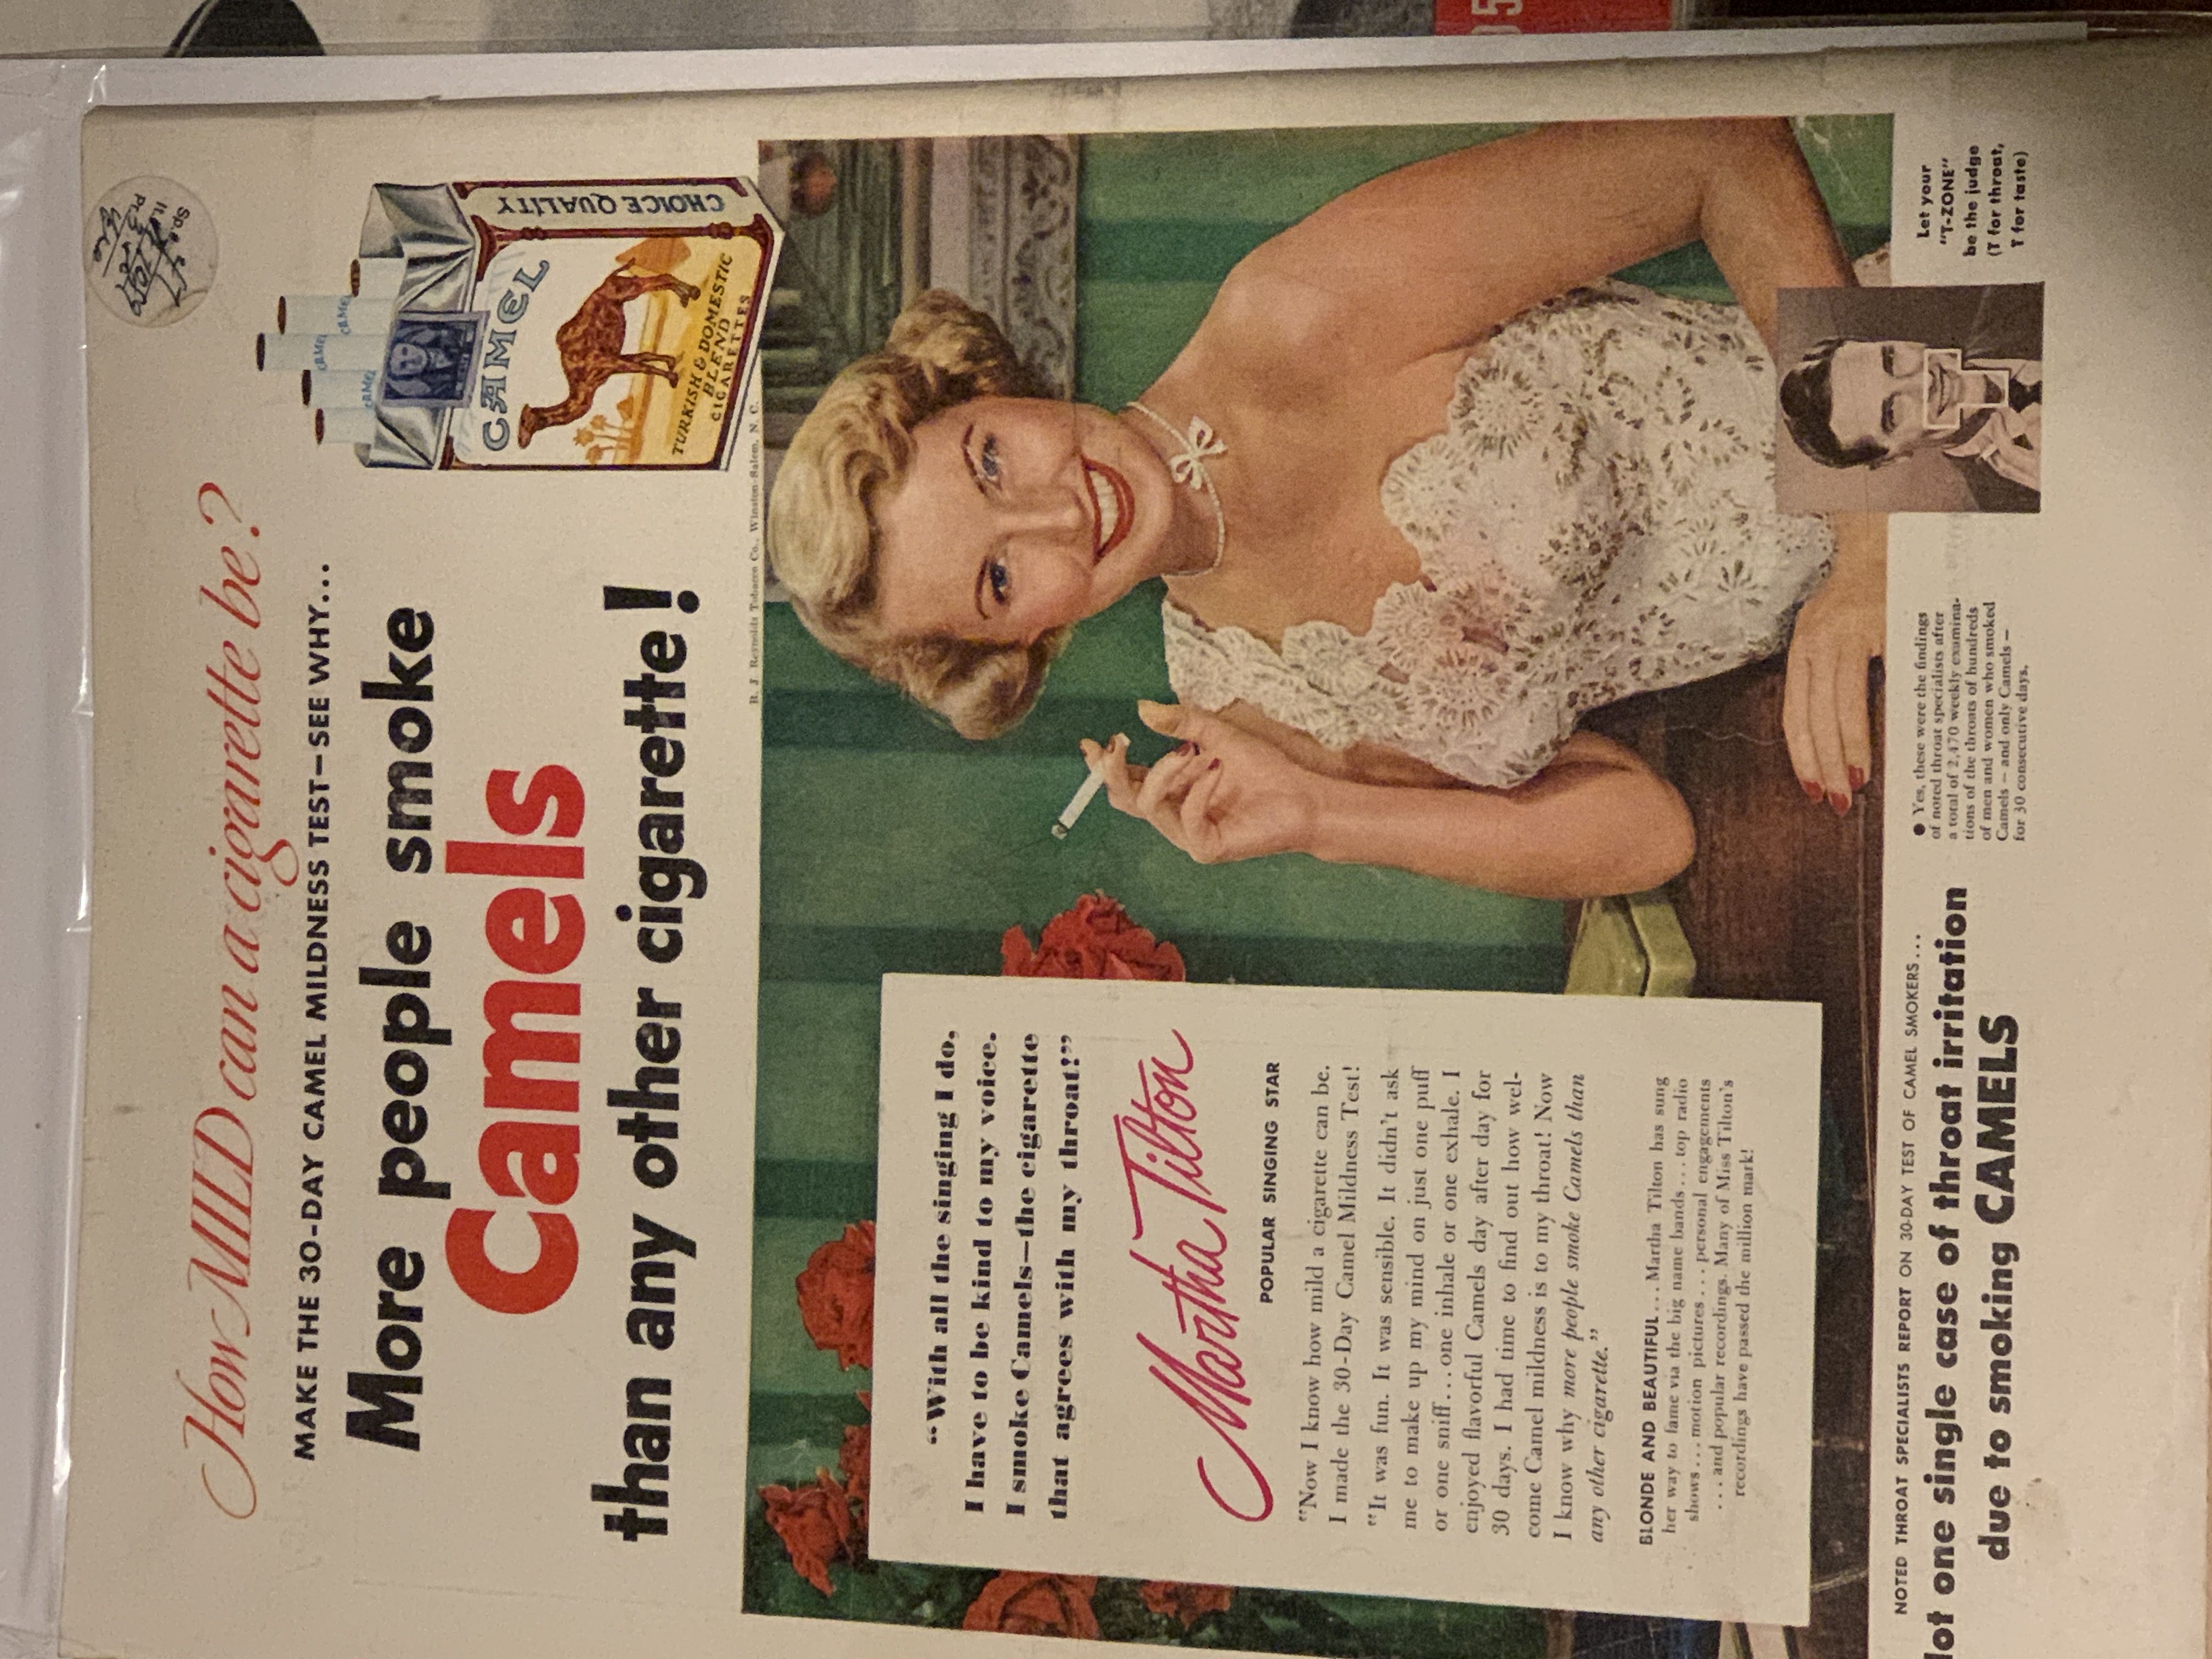 How MILD can a cigarette be?
MAKE THE 30-DAY CAMEL MILDNESS TEST—SEE WHY...
More people smoke
Camels
than any other cigarette!
CAMEL
CAMEL
CAMEL
CAMEL
TURKISH & DOMESTIC
BLEND
CIGARETTES
CHOICE QUALITY
R. J. Reynolds Tobacco Co., Winston-Salem, N. C.
“With all the singing I do,
I have to be kind to my voice.
I smoke Camels—the cigarette
that agrees with my throat!”
Martha Tilton
POPULAR SINGING STAR
“Now I know how mild a cigarette can be.
I made the 30-Day Camel Mildness Test!
“It was fun. It was sensible. It didn't ask
me to make up my mind on just one puff
or one sniff...one inhale or one exhale. I
enjoyed flavorful Camels day after day for
30 days. I had time to find out how wel-
come Camel mildness is to my throat! Now
I know why more people smoke Camels than
any other cigarette.”
BLONDE AND BEAUTIFUL... Martha Tilton has sung
her way to fame via the big name bands...top radio
shows...motion pictures...personal engagements
...and popular recordings. Many of Miss Tilton's
recordings have passed the million mark!
NOTED THROAT SPECIALISTS REPORT ON 30-DAY TEST OF CAMEL SMOKERS...
ot one single case of throat irritation
due to smoking CAMELS
● Yes, these were the findings
of noted throat specialists after
a total of 2,470 weekly examina-
tions of the throats of hundreds
of men and women who smoked
Camels — and only Camels —
for 30 consecutive days.
Let your
“T-ZONE”
be the judge
(T for throat,
T for taste)